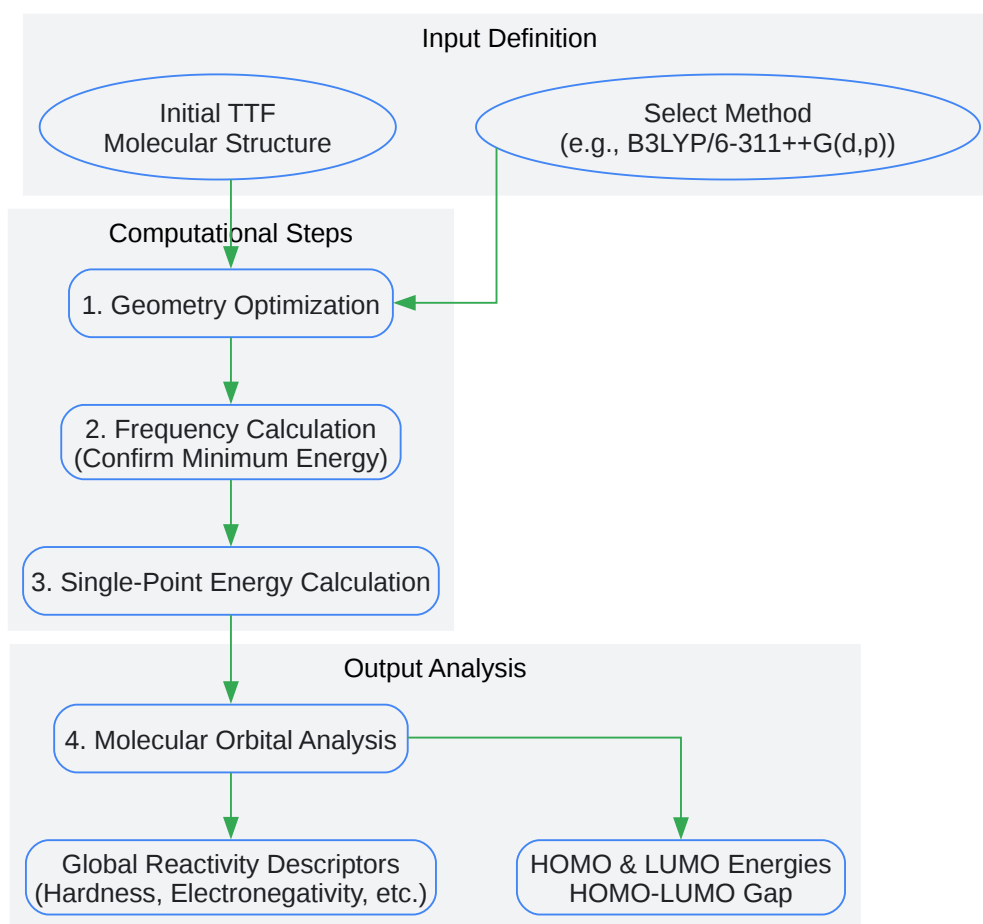 Input Definition
Initial TTF
Molecular Structure
Select Method
(e.g., B3LYP/6-311++G(d,p))
Computational Steps
1. Geometry Optimization
2. Frequency Calculation
(Confirm Minimum Energy)
3. Single-Point Energy Calculation
Output Analysis
4. Molecular Orbital Analysis
Global Reactivity Descriptors
(Hardness, Electronegativity, etc.)
HOMO & LUMO Energies
HOMO-LUMO Gap